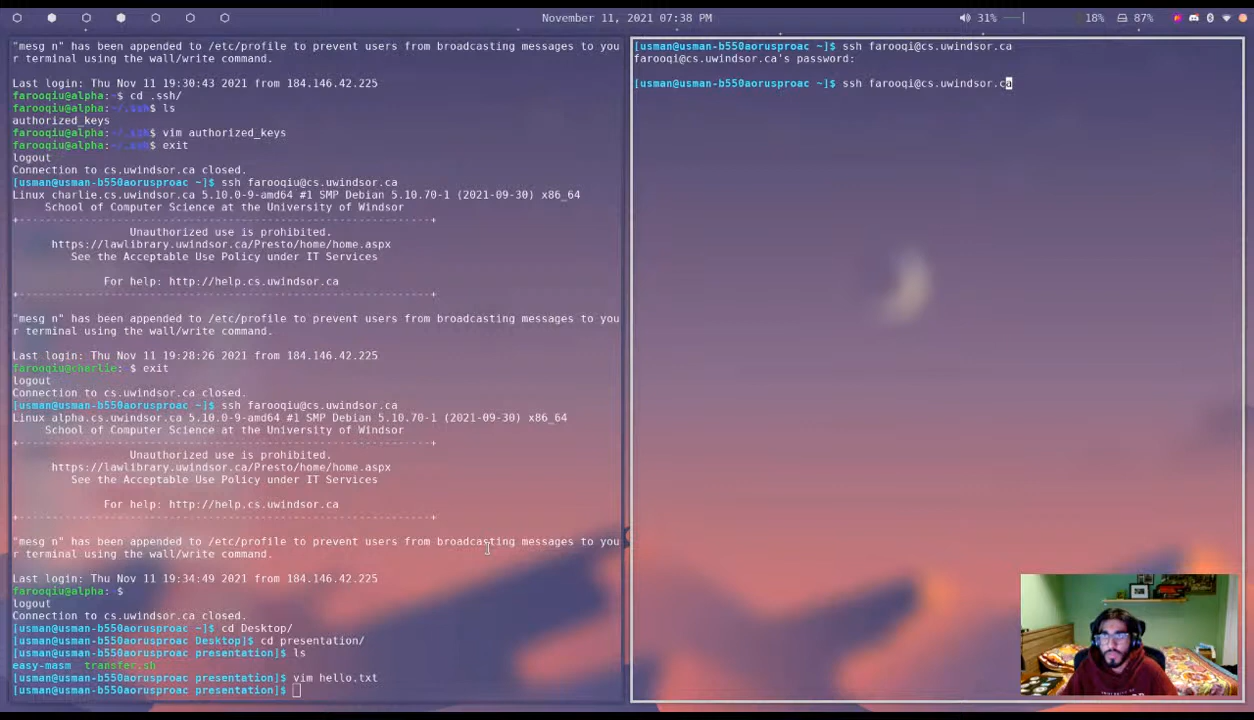 November 11, 2021 07:38 PM
31%
18%
87%
"mesg n" has been appended to /etc/profile to prevent users from broadcasting messages to you
r terminal using the wall/write command.
Last login: Thu Nov 11 19:30:43 2021 from 184.146.42.225
farooqiu@alpha:~$ cd .ssh/
farooqiu@alpha:~/.ssh$ ls
authorized_keys
farooqiu@alpha:~/.ssh$ vim authorized_keys
farooqiu@alpha:~/.ssh$ exit
logout
Connection to cs.uwindsor.ca closed.
[usman@usman-b550aorusproac ~]$ ssh farooqiu@cs.uwindsor.ca
Linux charlie.cs.uwindsor.ca 5.10.0-9-amd64 #1 SMP Debian 5.10.70-1 (2021-09-30) x86_64
School of Computer Science at the University of Windsor
+---------------------------------------------------------------+
Unauthorized use is prohibited.
https://lawlibrary.uwindsor.ca/Presto/home/home.aspx
See the Acceptable Use Policy under IT Services
For help: http://help.cs.uwindsor.ca
+---------------------------------------------------------------+
"mesg n" has been appended to /etc/profile to prevent users from broadcasting messages to you
r terminal using the wall/write command.
Last login: Thu Nov 11 19:28:26 2021 from 184.146.42.225
farooqiu@charlie:~$ exit
logout
Connection to cs.uwindsor.ca closed.
[usman@usman-b550aorusproac ~]$ ssh farooqiu@cs.uwindsor.ca
Linux alpha.cs.uwindsor.ca 5.10.0-9-amd64 #1 SMP Debian 5.10.70-1 (2021-09-30) x86_64
School of Computer Science at the University of Windsor
+---------------------------------------------------------------+
Unauthorized use is prohibited.
https://lawlibrary.uwindsor.ca/Presto/home/home.aspx
See the Acceptable Use Policy under IT Services
For help: http://help.cs.uwindsor.ca
+---------------------------------------------------------------+
"mesg n" has been appended to /etc/profile to prevent users from broadcasting messages to you
r terminal using the wall/write command.
Last login: Thu Nov 11 19:34:49 2021 from 184.146.42.225
farooqiu@alpha:~$
logout
Connection to cs.uwindsor.ca closed.
[usman@usman-b550aorusproac ~]$ cd Desktop/
[usman@usman-b550aorusproac Desktop]$ cd presentation/
[usman@usman-b550aorusproac presentation]$ ls
easy-masm transfer.sh
[usman@usman-b550aorusproac presentation]$ vim hello.txt
[usman@usman-b550aorusproac presentation]$
[usman@usman-b550aorusproac ~]$ ssh farooqi@cs.uwindsor.ca
farooqi@cs.uwindsor.ca's password:
[usman@usman-b550aorusproac ~]$ ssh farooqi@cs.uwindsor.ca